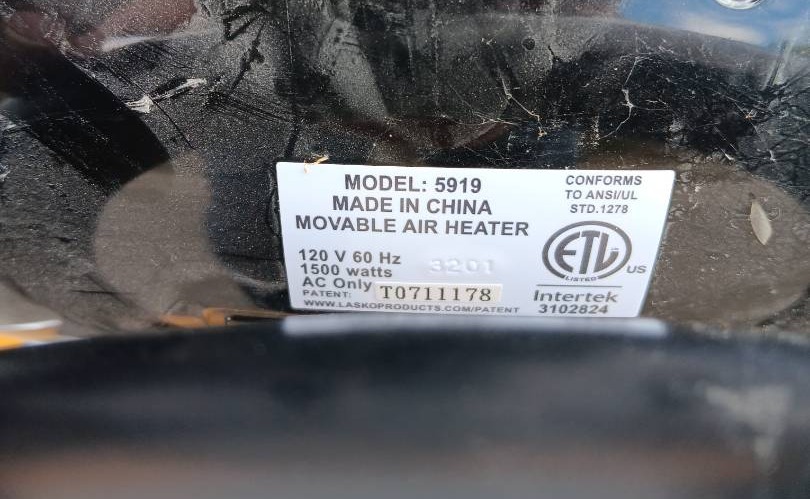 MODEL: 5919
MADE IN CHINA
MOVABLE AIR HEATER
120 V 60 Hz
3201
1500 watts
AC Only
PATENT: T0711178
WWW.LASKOPRODUCTS.COM/PATENT
CONFORMS
TO ANSI/UL
STD.1278
ETL
LISTED
US
Intertek
3102824